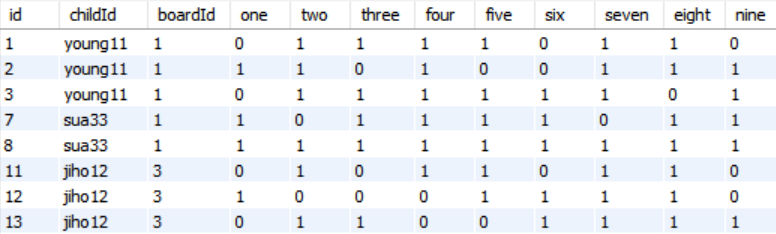 id childId boardId one two three four five six seven eight nine
1 young11 1 0 1 1 1 1 0 1 1 0
2 young11 1 1 1 0 1 0 0 1 1 1
3 young11 1 0 1 1 1 1 1 1 0 1
7 sua33 1 1 0 1 1 1 1 0 1 1
8 sua33 1 1 1 1 1 1 1 1 1 1
11 jiho12 3 0 1 0 1 1 0 1 1 0
12 jiho12 3 1 0 0 0 1 1 1 1 0
13 jiho12 3 0 1 1 0 0 1 1 1 1